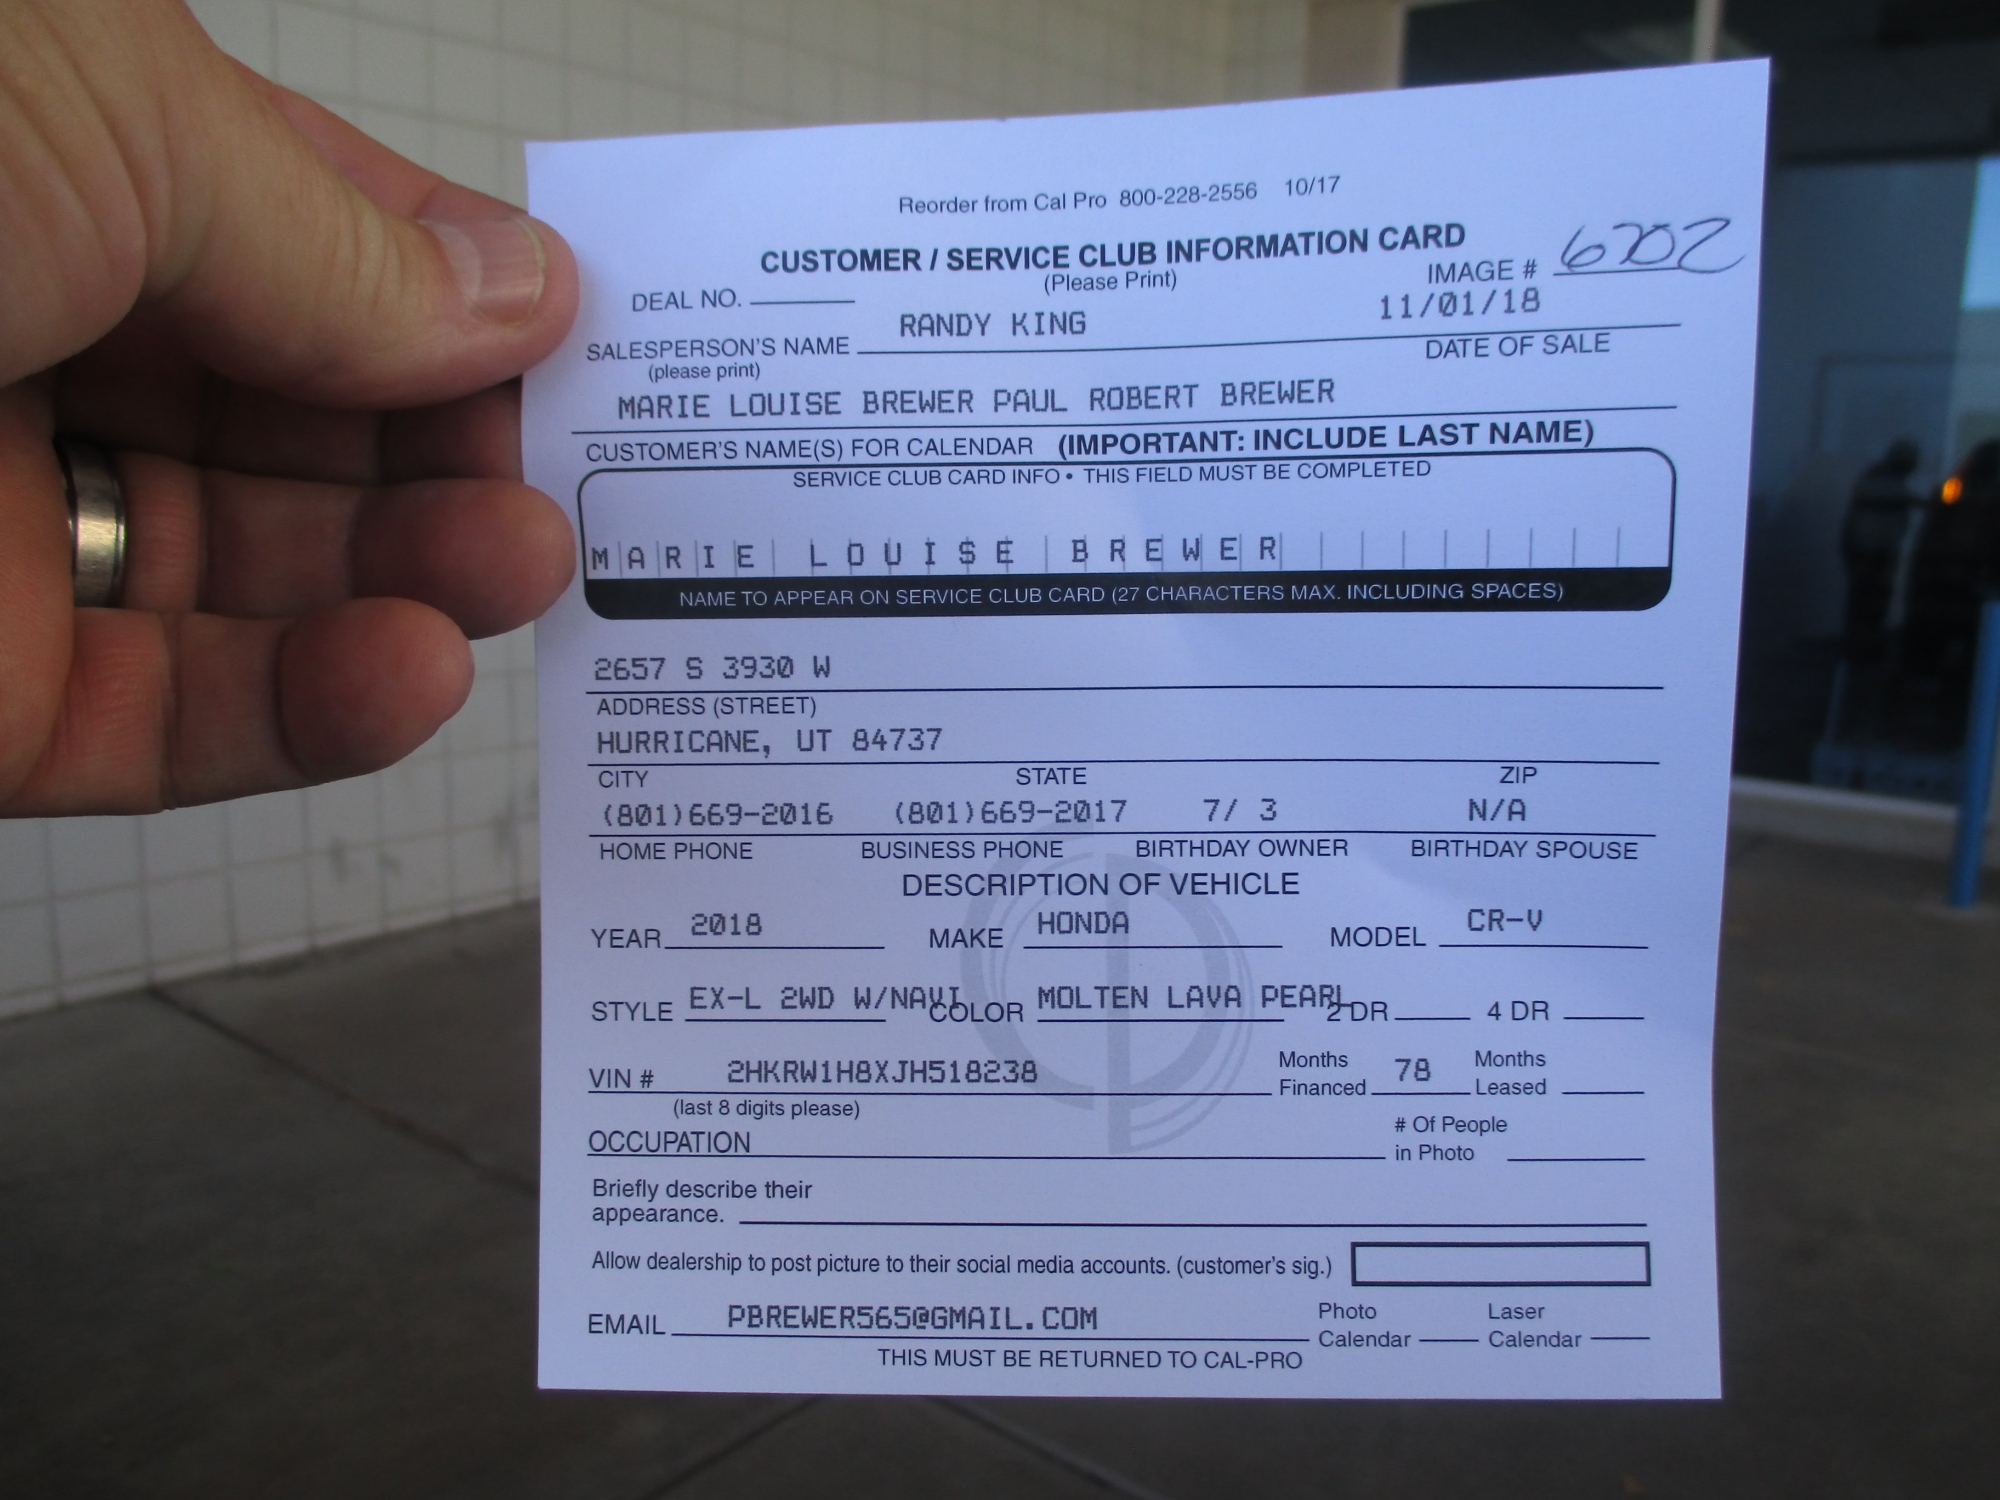 Reorder from Cal Pro 800-228-2556 10/17
CUSTOMER / SERVICE CLUB INFORMATION CARD
(Please Print)
IMAGE # 6702
DEAL NO.
RANDY KING 11/01/18
SALESPERSON'S NAME DATE OF SALE
(please print)
MARIE LOUISE BREWER PAUL ROBERT BREWER
CUSTOMER'S NAME(S) FOR CALENDAR (IMPORTANT: INCLUDE LAST NAME)
SERVICE CLUB CARD INFO • THIS FIELD MUST BE COMPLETED
MARIE LOUISE BREWER
NAME TO APPEAR ON SERVICE CLUB CARD (27 CHARACTERS MAX. INCLUDING SPACES)
2657 S 3930 W
ADDRESS (STREET)
HURRICANE, UT 84737
CITY STATE ZIP
(801)669-2016 (801)669-2017 7/ 3 N/A
HOME PHONE BUSINESS PHONE BIRTHDAY OWNER BIRTHDAY SPOUSE
DESCRIPTION OF VEHICLE
YEAR 2018 MAKE HONDA MODEL CR-V
STYLE EX-L 2WD W/NAVI COLOR MOLTEN LAVA PEARL 2 DR 4 DR
VIN # 2HKRW1H8XJH518238 Months Financed 78 Months Leased
(last 8 digits please)
OCCUPATION # Of People in Photo
Briefly describe their
appearance.
Allow dealership to post picture to their social media accounts. (customer's sig.)
EMAIL PBREWER565@GMAIL.COM Photo Calendar Laser Calendar
THIS MUST BE RETURNED TO CAL-PRO